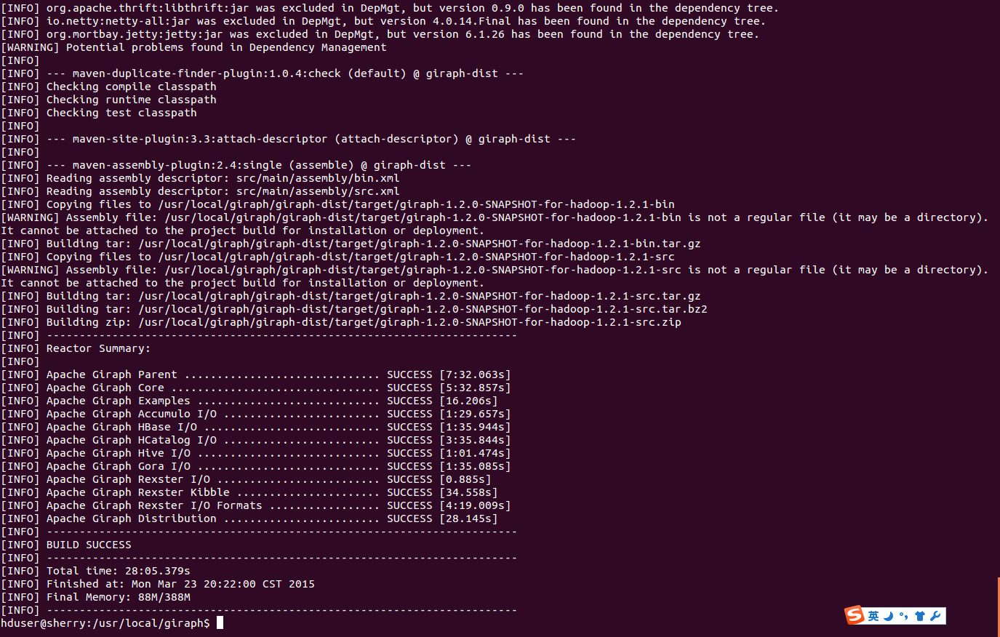 [INFO] org.apache.thrift:libthrift:jar was excluded in DepMgt, but version 0.9.0 has been found in the dependency tree.
[INFO] io.netty:netty-all:jar was excluded in DepMgt, but version 4.0.14.Final has been found in the dependency tree.
[INFO] org.mortbay.jetty:jetty:jar was excluded in DepMgt, but version 6.1.26 has been found in the dependency tree.
[WARNING] Potential problems found in Dependency Management
[INFO]
[INFO] --- maven-duplicate-finder-plugin:1.0.4:check (default) @ giraph-dist ---
[INFO] Checking compile classpath
[INFO] Checking runtime classpath
[INFO] Checking test classpath
[INFO]
[INFO] --- maven-site-plugin:3.3:attach-descriptor (attach-descriptor) @ giraph-dist ---
[INFO]
[INFO] --- maven-assembly-plugin:2.4:single (assemble) @ giraph-dist ---
[INFO] Reading assembly descriptor: src/main/assembly/bin.xml
[INFO] Reading assembly descriptor: src/main/assembly/src.xml
[INFO] Copying files to /usr/local/giraph/giraph-dist/target/giraph-1.2.0-SNAPSHOT-for-hadoop-1.2.1-bin
[WARNING] Assembly file: /usr/local/giraph/giraph-dist/target/giraph-1.2.0-SNAPSHOT-for-hadoop-1.2.1-bin is not a regular file (it may be a directory).
It cannot be attached to the project build for installation or deployment.
[INFO] Building tar: /usr/local/giraph/giraph-dist/target/giraph-1.2.0-SNAPSHOT-for-hadoop-1.2.1-bin.tar.gz
[INFO] Copying files to /usr/local/giraph/giraph-dist/target/giraph-1.2.0-SNAPSHOT-for-hadoop-1.2.1-src
[WARNING] Assembly file: /usr/local/giraph/giraph-dist/target/giraph-1.2.0-SNAPSHOT-for-hadoop-1.2.1-src is not a regular file (it may be a directory).
It cannot be attached to the project build for installation or deployment.
[INFO] Building tar: /usr/local/giraph/giraph-dist/target/giraph-1.2.0-SNAPSHOT-for-hadoop-1.2.1-src.tar.gz
[INFO] Building tar: /usr/local/giraph/giraph-dist/target/giraph-1.2.0-SNAPSHOT-for-hadoop-1.2.1-src.tar.bz2
[INFO] Building zip: /usr/local/giraph/giraph-dist/target/giraph-1.2.0-SNAPSHOT-for-hadoop-1.2.1-src.zip
[INFO] ------------------------------------------------------------------------
[INFO] Reactor Summary:
[INFO]
[INFO] Apache Giraph Parent .............................. SUCCESS [7:32.063s]
[INFO] Apache Giraph Core ................................ SUCCESS [5:32.857s]
[INFO] Apache Giraph Examples ............................ SUCCESS [16.206s]
[INFO] Apache Giraph Accumulo I/O ........................ SUCCESS [1:29.657s]
[INFO] Apache Giraph HBase I/O ........................... SUCCESS [1:35.944s]
[INFO] Apache Giraph HCatalog I/O ........................ SUCCESS [3:35.844s]
[INFO] Apache Giraph Hive I/O ............................ SUCCESS [1:01.474s]
[INFO] Apache Giraph Gora I/O ............................ SUCCESS [1:35.085s]
[INFO] Apache Giraph Rexster I/O ......................... SUCCESS [0.885s]
[INFO] Apache Giraph Rexster Kibble ...................... SUCCESS [34.558s]
[INFO] Apache Giraph Rexster I/O Formats ................. SUCCESS [4:19.009s]
[INFO] Apache Giraph Distribution ........................ SUCCESS [28.145s]
[INFO] ------------------------------------------------------------------------
[INFO] BUILD SUCCESS
[INFO] ------------------------------------------------------------------------
[INFO] Total time: 28:05.379s
[INFO] Finished at: Mon Mar 23 20:22:00 CST 2015
[INFO] Final Memory: 88M/388M
[INFO] ------------------------------------------------------------------------
S 英
hduser@sherry:/usr/local/giraph$